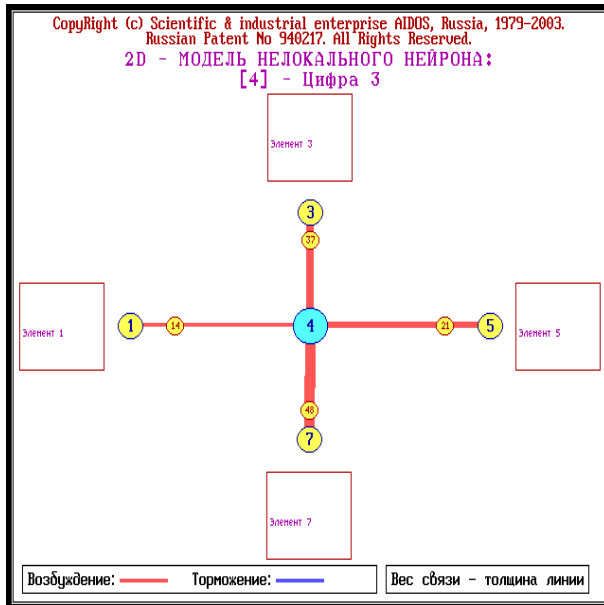 CopyRight (c) Scientific & industrial enterprise AIDOS, Russia, 1979-2003.
Russian Patent No 940217. All Rights Reserved.
2D - МОДЕЛЬ НЕЛОКАЛЬНОГО НЕЙРОНА:
[4] - Цифра 3
Элемент 3
3
37
Элемент 1
1
14
4
21
5
Элемент 5
48
7
Элемент 7
Возбуждение:
Торможение:
Вес связи - толщина линии